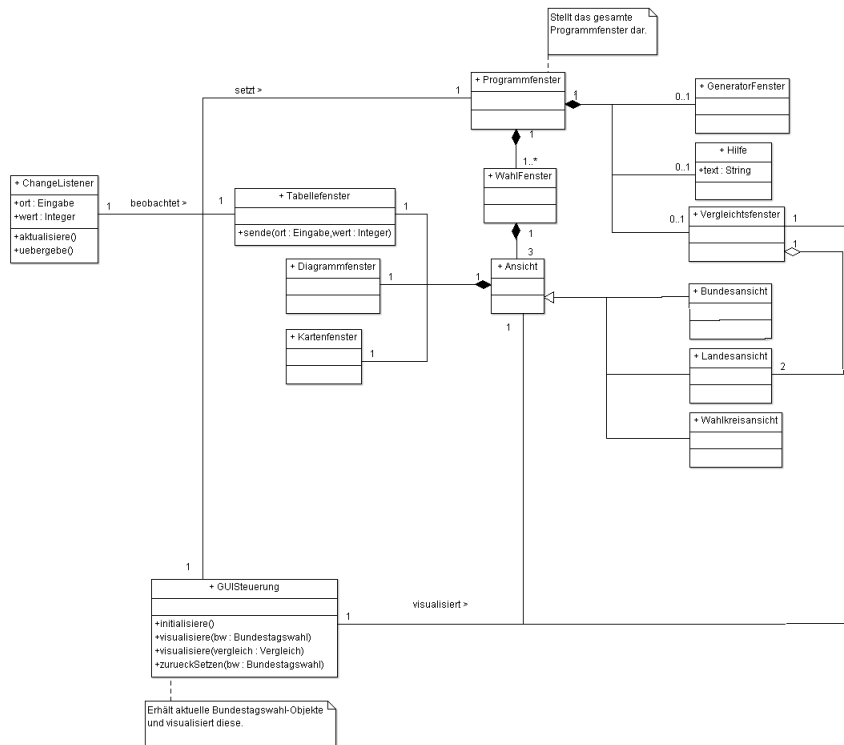 Stellt das gesamte
Programmfenster dar.
+ Programmfenster
setzt >
1
1
1
1
0..1
+ GeneratorFenster
+ Hilfe
+text : String
0..1
1..*
+ WahlFenster
1
3
+ Vergleichtsfenster
0..1
1
1
+ ChangeListener
+ort : Eingabe
+wert : Integer
+aktualisiere()
+uebergebe()
1
beobachtet >
1
+ Tabellefenster
+sende(ort : Eingabe,wert : Integer)
1
+ Diagrammfenster
1
1
+ Ansicht
1
+ Kartenfenster
1
+ Bundesansicht
+ Landesansicht
2
+ Wahlkreisansicht
1
+ GUISteuerung
+initialisiere()
+visualisiere(bw : Bundestagswahl)
+visualisiere(vergleich : Vergleich)
+zurueckSetzen(bw : Bundestagswahl)
1
visualisiert >
Erhält aktuelle Bundestagswahl-Objekte
und visualisiert diese.